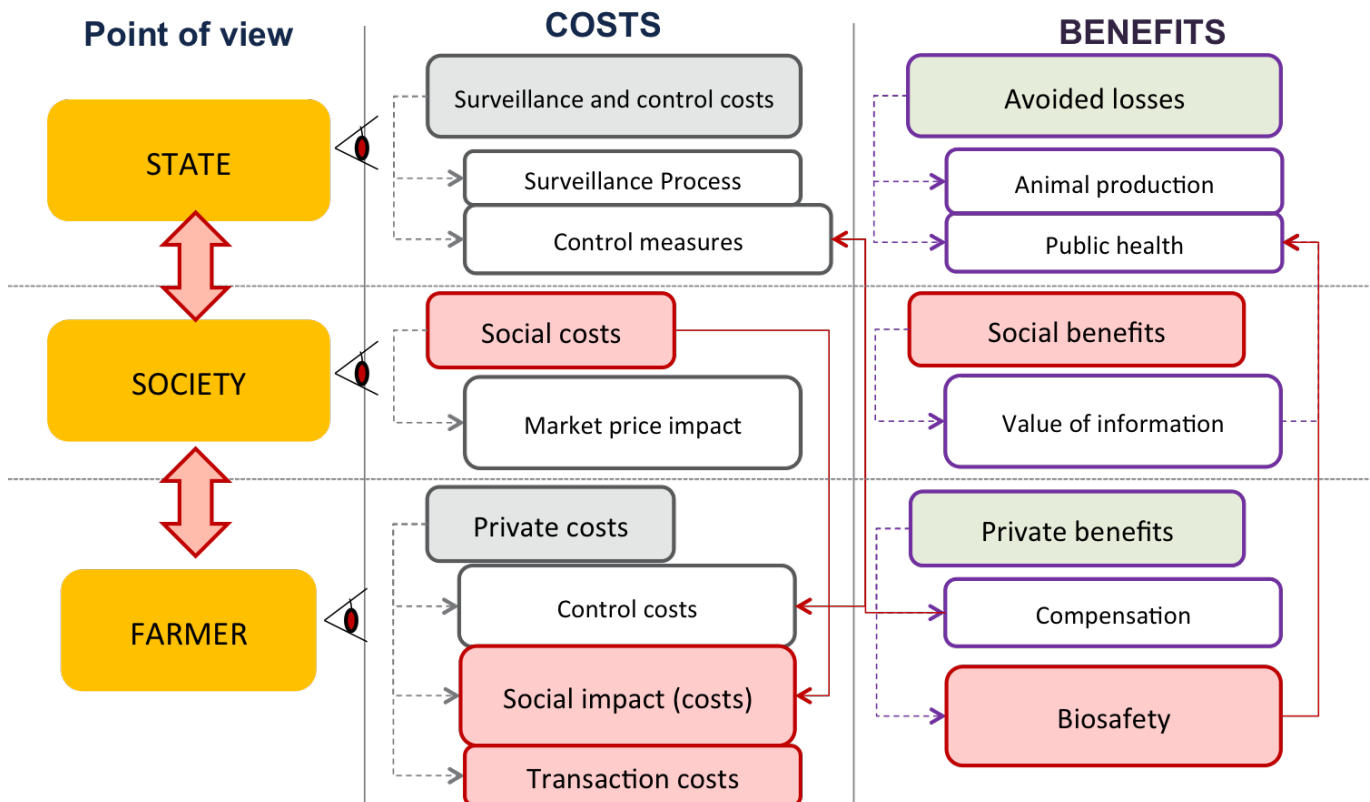 Point of view
COSTS
BENEFITS
STATE
Surveillance and control costs
Surveillance Process
Control measures
Avoided losses
Animal production
Public health
SOCIETY
Social costs
Market price impact
Social benefits
Value of information
FARMER
Private costs
Control costs
Social impact (costs)
Transaction costs
Private benefits
Compensation
Biosafety